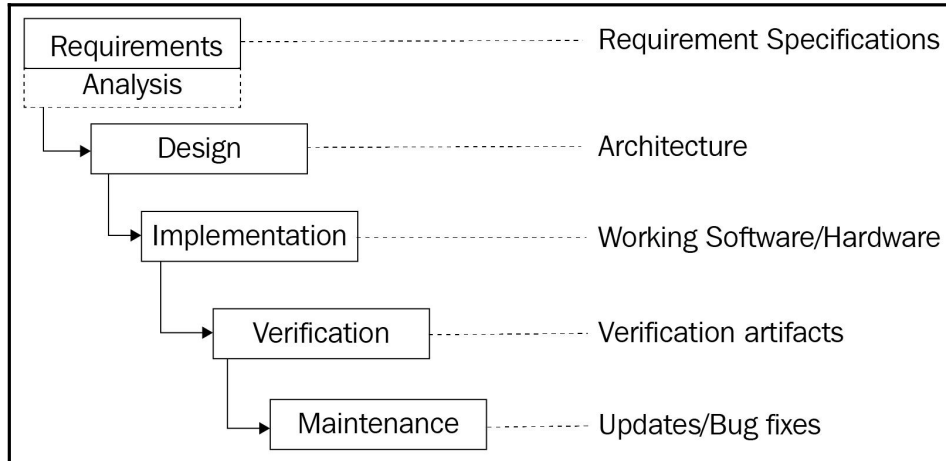 Requirements
Requirement Specifications
Analysis
Design
Architecture
Implementation
Working Software/Hardware
Verification
Verification artifacts
Maintenance
Updates/Bug fixes